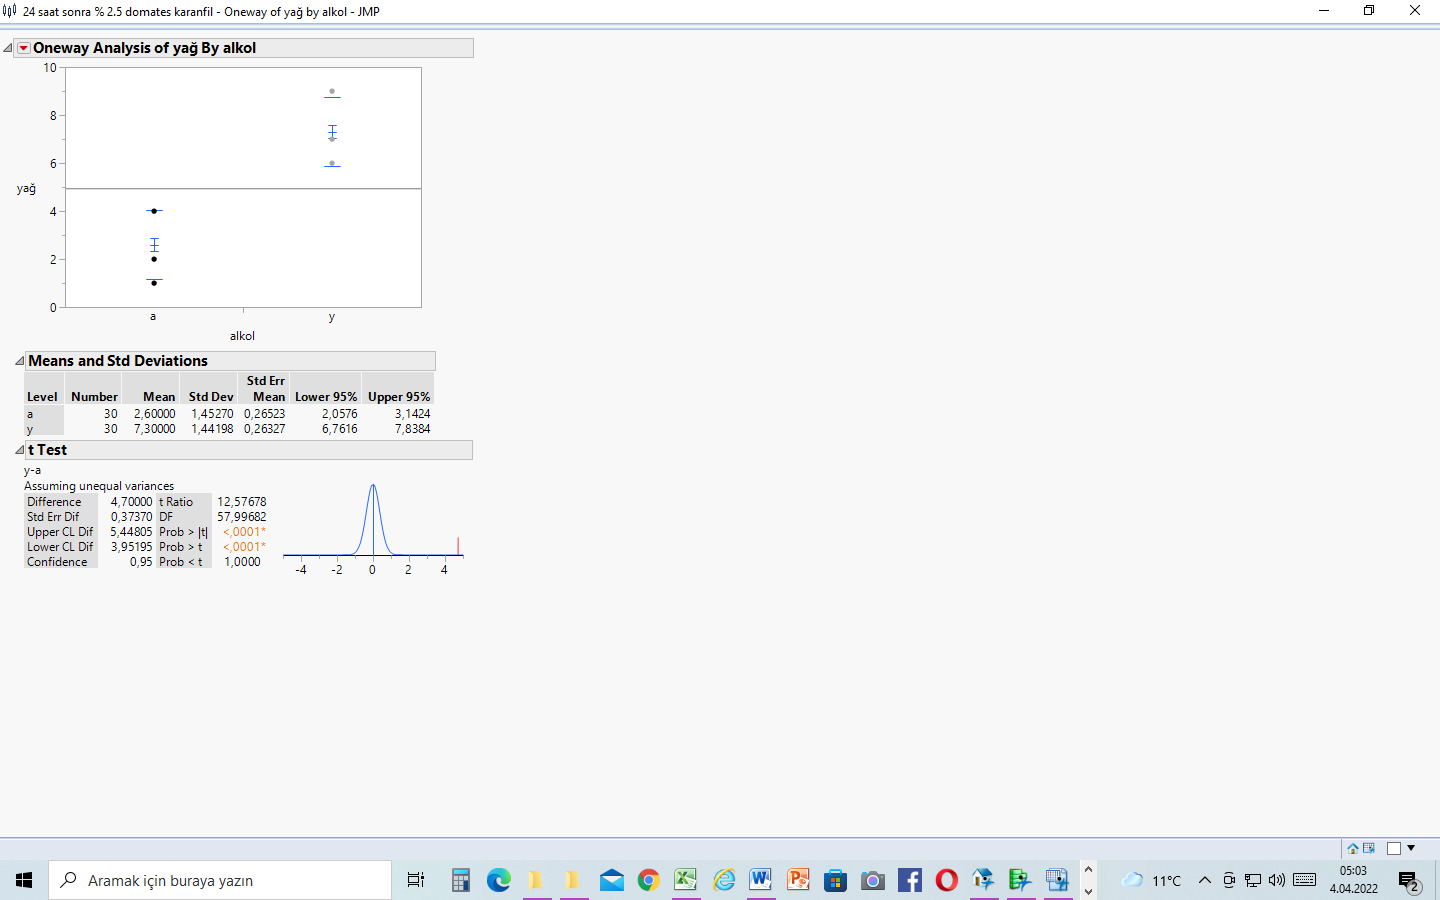 24 saat sonra % 2.5 domates karanfil - Oneway of yağ by alkol - JMP
Oneway Analysis of yağ By alkol
10
8
6
yağ
4
2
0
a y
alkol
Means and Std Deviations
Level Number Mean Std Dev Std Err Mean Lower 95% Upper 95%
a 30 2,60000 1,45270 0,26523 2,0576 3,1424
y 30 7,30000 1,44198 0,26327 6,7616 7,8384
t Test
y-a
Assuming unequal variances
Difference 4,70000 t Ratio 12,57678
Std Err Dif 0,37370 DF 57,99682
Upper CL Dif 5,44805 Prob > |t| <,0001*
Lower CL Dif 3,95195 Prob > t <,0001*
Confidence 0,95 Prob < t 1,0000
-4 -2 0 2 4
Aramak için buraya yazın
11°C
05:03
4.04.2022
2